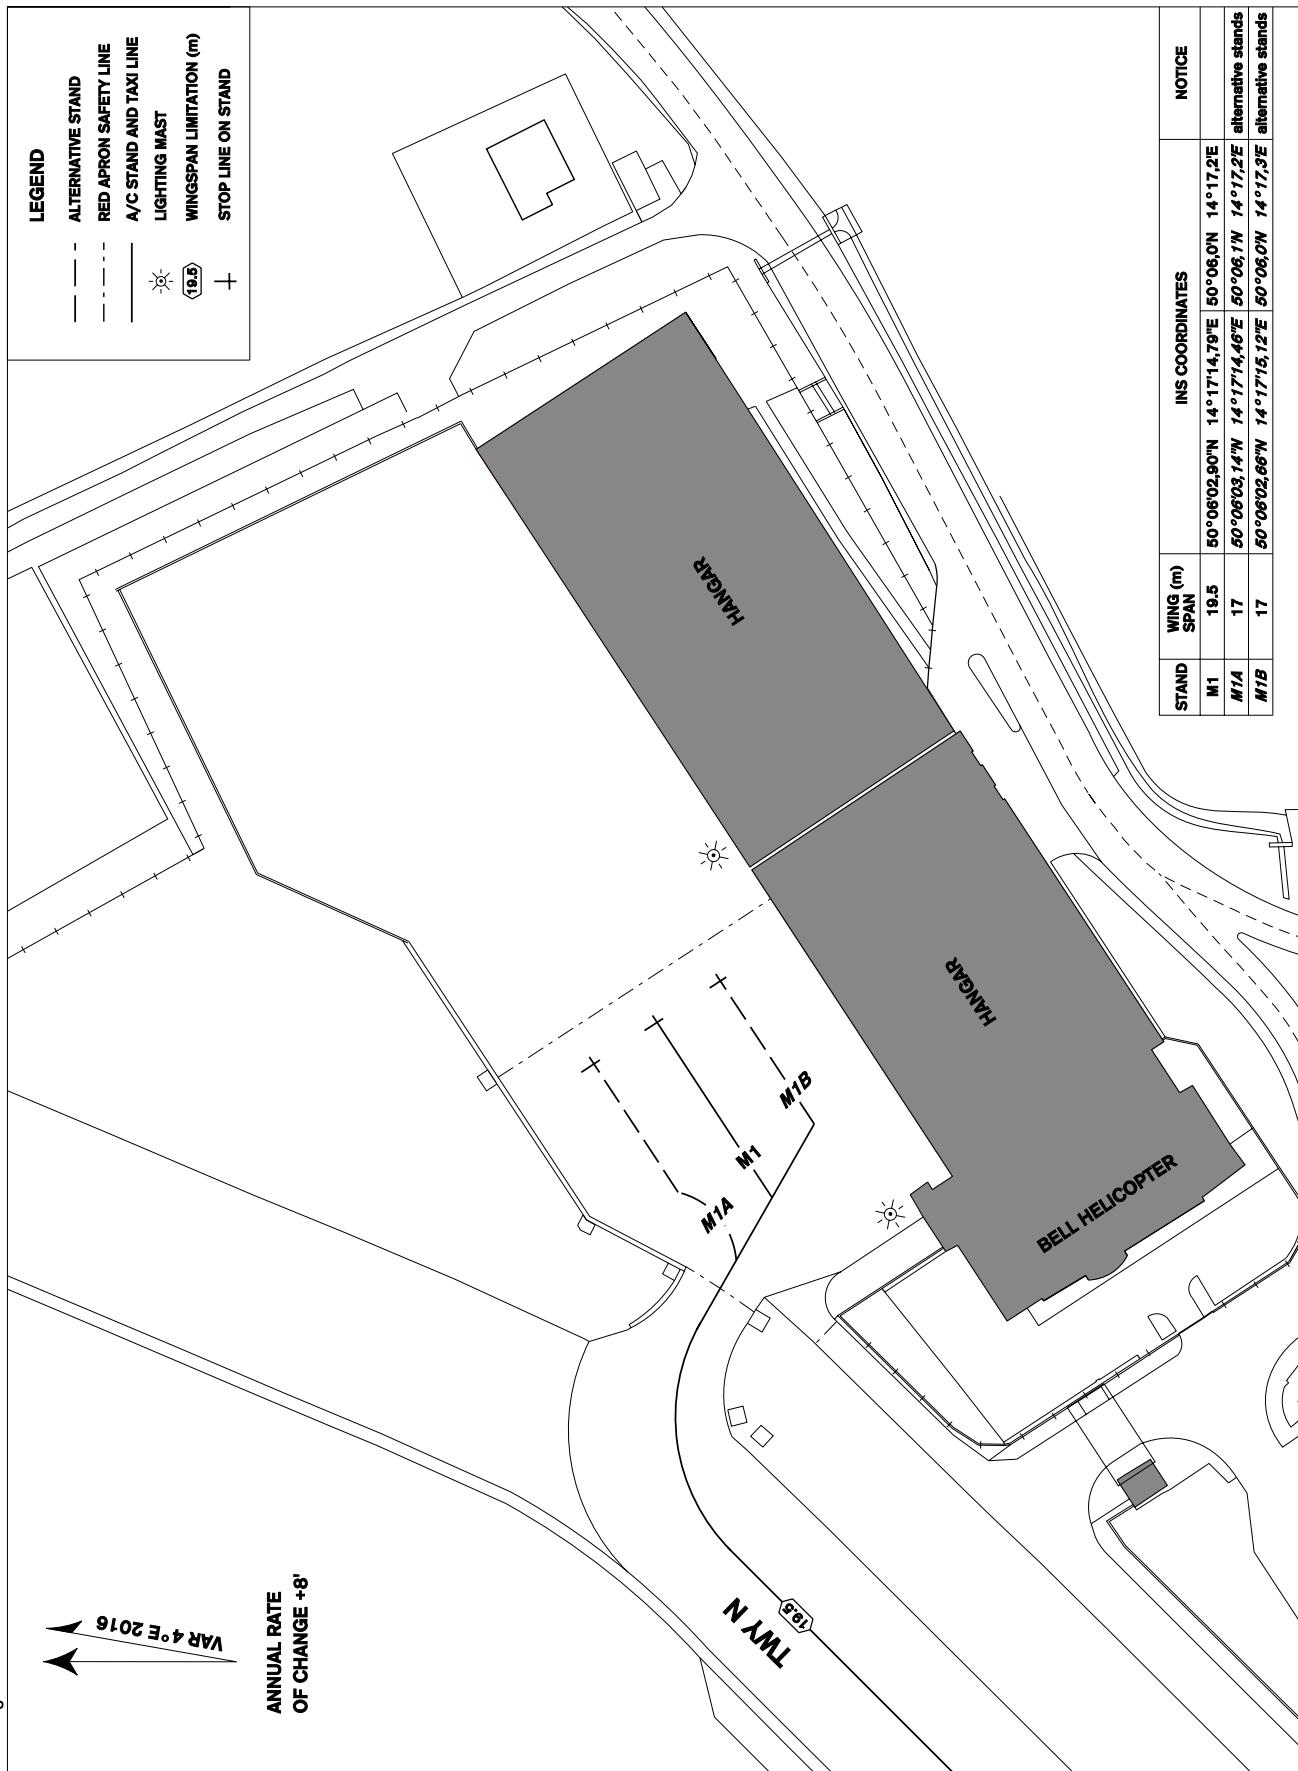 LEGEND
ALTERNATIVE STAND
RED APRON SAFETY LINE
A/C STAND AND TAXI LINE
LIGHTING MAST
19.5 WINGSPAN LIMITATION (m)
STOP LINE ON STAND
VAR 4°E 2016
ANNUAL RATE
OF CHANGE +8'
TWY N
19.5
M1A
M1
M1B
HANGAR
HANGAR
BELL HELICOPTER
STAND WING (m) SPAN INS COORDINATES NOTICE
M1 19.5 50°06'02,90"N 14°17'14,79"E 50°06,0'N 14°17,2'E
M1A 17 50°06'03,14"N 14°17'14,46"E 50°06,1'N 14°17,2'E alternative stands
M1B 17 50°06'02,66"N 14°17'15,12"E 50°06,0'N 14°17,3'E alternative stands